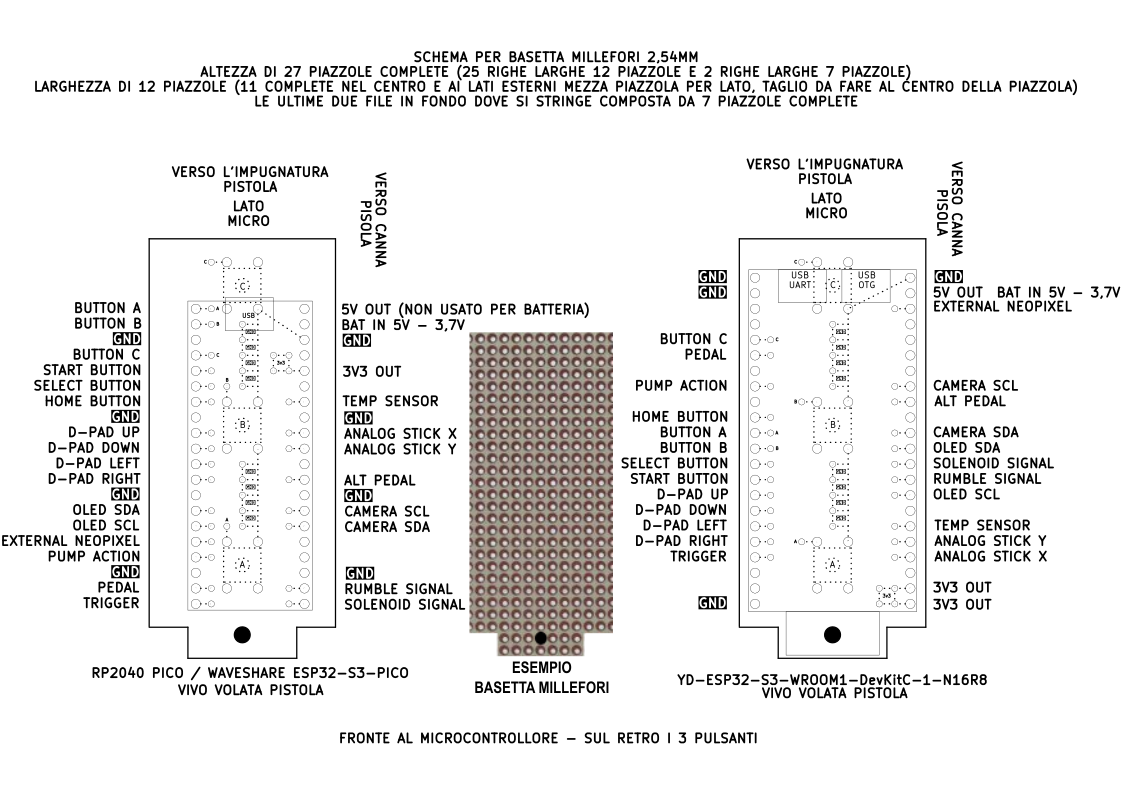 SCHEMA PER BASETTA MILLEFORI 2,54MM
ALTEZZA DI 27 PIAZZOLE COMPLETE (25 RIGHE LARGHE 12 PIAZZOLE E 2 RIGHE LARGHE 7 PIAZZOLE)
LARGHEZZA DI 12 PIAZZOLE (11 COMPLETE NEL CENTRO E AI LATI ESTERNI MEZZA PIAZZOLA PER LATO, TAGLIO DA FARE AL CENTRO DELLA PIAZZOLA)
LE ULTIME DUE FILE IN FONDO DOVE SI STRINGE COMPOSTA DA 7 PIAZZOLE COMPLETE
VERSO L'IMPUGNATURA
PISTOLA
LATO
MICRO
VERSO CANNA
PISOLA
C
C
USB
BUTTON A
BUTTON B
GND
BUTTON C
START BUTTON
SELECT BUTTON
HOME BUTTON
GND
D-PAD UP
D-PAD DOWN
D-PAD LEFT
D-PAD RIGHT
GND
OLED SDA
OLED SCL
EXTERNAL NEOPIXEL
PUMP ACTION
GND
PEDAL
TRIGGER
A
B
C
3v3
B
B
A
A
5V OUT (NON USATO PER BATTERIA)
BAT IN 5V - 3,7V
GND
3V3 OUT
TEMP SENSOR
GND
ANALOG STICK X
ANALOG STICK Y
ALT PEDAL
GND
CAMERA SCL
CAMERA SDA
GND
RUMBLE SIGNAL
SOLENOID SIGNAL
RP2040 PICO / WAVESHARE ESP32-S3-PICO
VIVO VOLATA PISTOLA
ESEMPIO
BASETTA MILLEFORI
VERSO L'IMPUGNATURA
PISTOLA
LATO
MICRO
VERSO CANNA
PISOLA
C
USB
UART
C
USB
OTG
GND
GND
BUTTON C
PEDAL
PUMP ACTION
HOME BUTTON
BUTTON A
BUTTON B
SELECT BUTTON
START BUTTON
D-PAD UP
D-PAD DOWN
D-PAD LEFT
D-PAD RIGHT
TRIGGER
GND
C
B
B
A
B
A
A
3v3
GND
5V OUT BAT IN 5V - 3,7V
EXTERNAL NEOPIXEL
CAMERA SCL
ALT PEDAL
CAMERA SDA
OLED SDA
SOLENOID SIGNAL
RUMBLE SIGNAL
OLED SCL
TEMP SENSOR
ANALOG STICK Y
ANALOG STICK X
3V3 OUT
3V3 OUT
YD-ESP32-S3-WROOM1-DevKitC-1-N16R8
VIVO VOLATA PISTOLA
FRONTE AL MICROCONTROLLORE - SUL RETRO I 3 PULSANTI